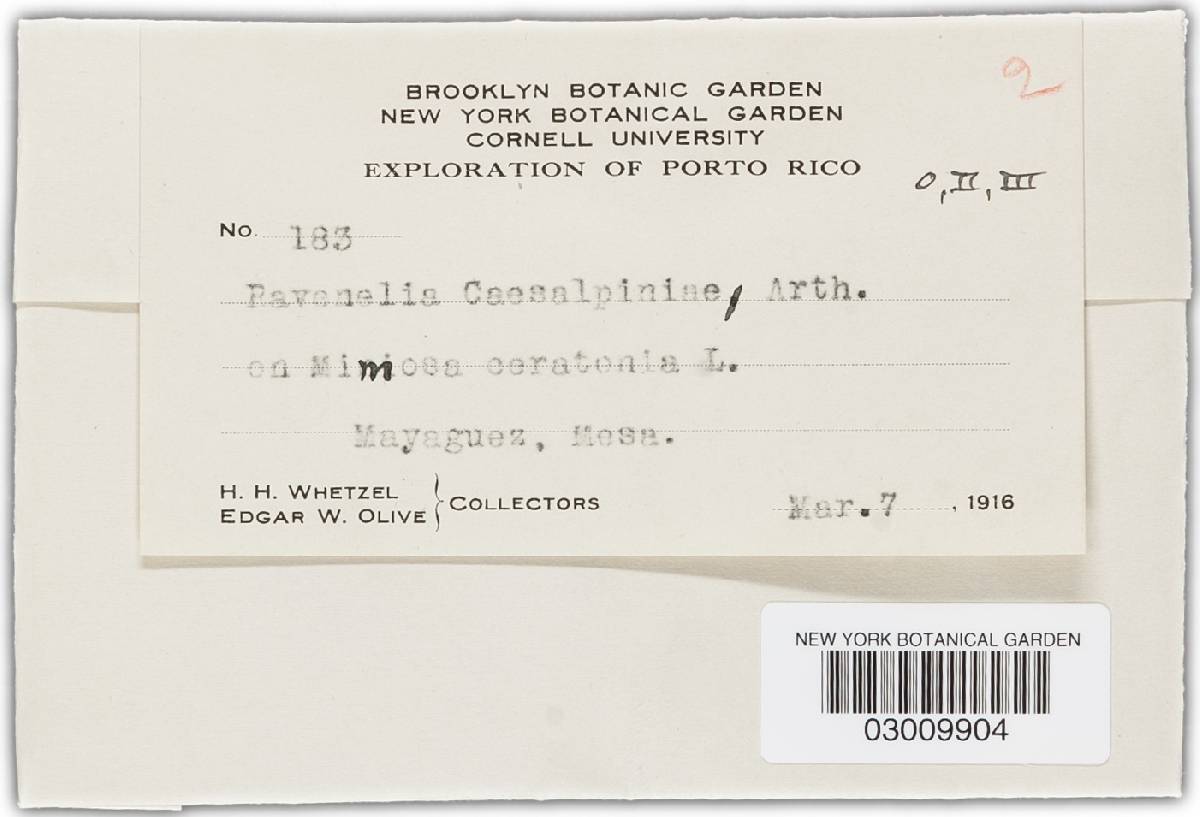 2
BROOKLYN BOTANIC GARDEN
NEW YORK BOTANICAL GARDEN
CORNELL UNIVERSITY
EXPLORATION OF PORTO RICO
0, II, III
No. 183
Ravenelia Caesalpiniae, Arth.
on Mimosa ceratonia L.
Mayaguez, Mesa.
H. H. WHETZEL
EDGAR W. OLIVE } COLLECTORS Mar. 7, 1916
NEW YORK BOTANICAL GARDEN
03009904